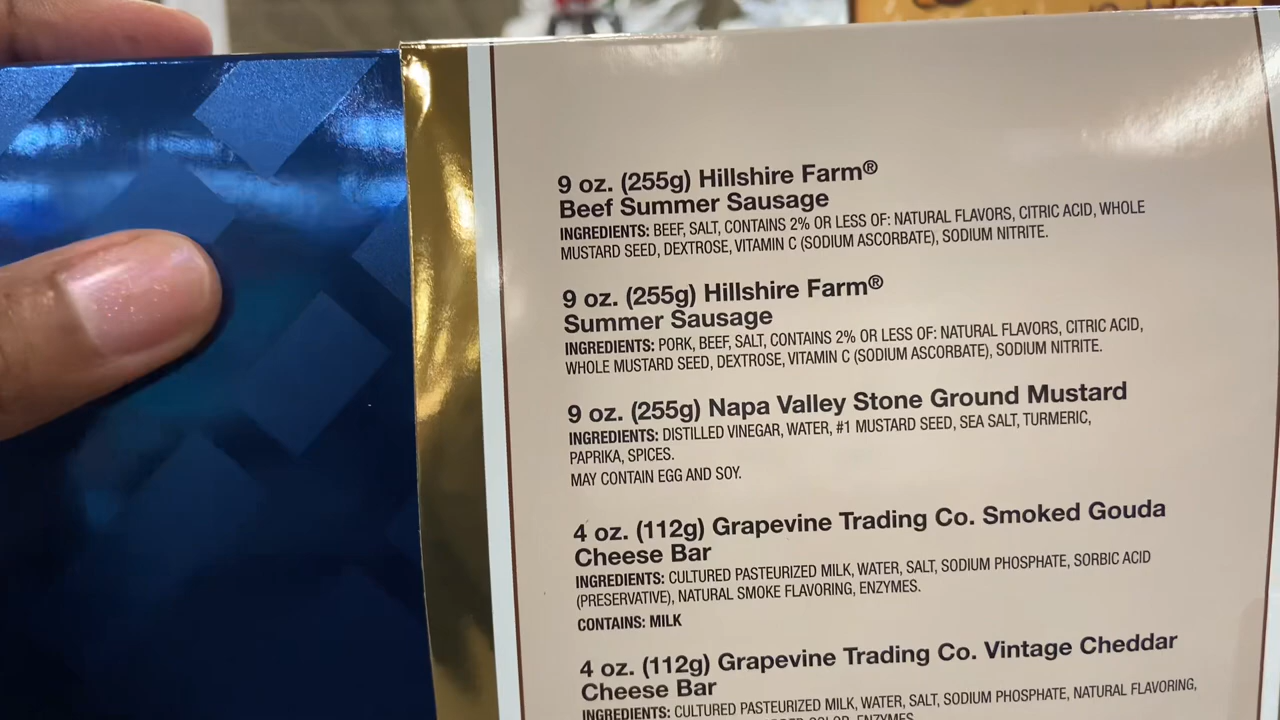 9 oz. (255g) Hillshire Farm®
Beef Summer Sausage
INGREDIENTS: BEEF, SALT, CONTAINS 2% OR LESS OF: NATURAL FLAVORS, CITRIC ACID, WHOLE
MUSTARD SEED, DEXTROSE, VITAMIN C (SODIUM ASCORBATE), SODIUM NITRITE.
9 oz. (255g) Hillshire Farm®
Summer Sausage
INGREDIENTS: PORK, BEEF, SALT, CONTAINS 2% OR LESS OF: NATURAL FLAVORS, CITRIC ACID,
WHOLE MUSTARD SEED, DEXTROSE, VITAMIN C (SODIUM ASCORBATE), SODIUM NITRITE.
9 oz. (255g) Napa Valley Stone Ground Mustard
INGREDIENTS: DISTILLED VINEGAR, WATER, #1 MUSTARD SEED, SEA SALT, TURMERIC,
PAPRIKA, SPICES.
MAY CONTAIN EGG AND SOY.
4 oz. (112g) Grapevine Trading Co. Smoked Gouda
Cheese Bar
INGREDIENTS: CULTURED PASTEURIZED MILK, WATER, SALT, SODIUM PHOSPHATE, SORBIC ACID
(PRESERVATIVE), NATURAL SMOKE FLAVORING, ENZYMES.
CONTAINS: MILK
4 oz. (112g) Grapevine Trading Co. Vintage Cheddar
Cheese Bar
INGREDIENTS: CULTURED PASTEURIZED MILK, WATER, SALT, SODIUM PHOSPHATE, NATURAL FLAVORING,
COLOR, ENZYMES.